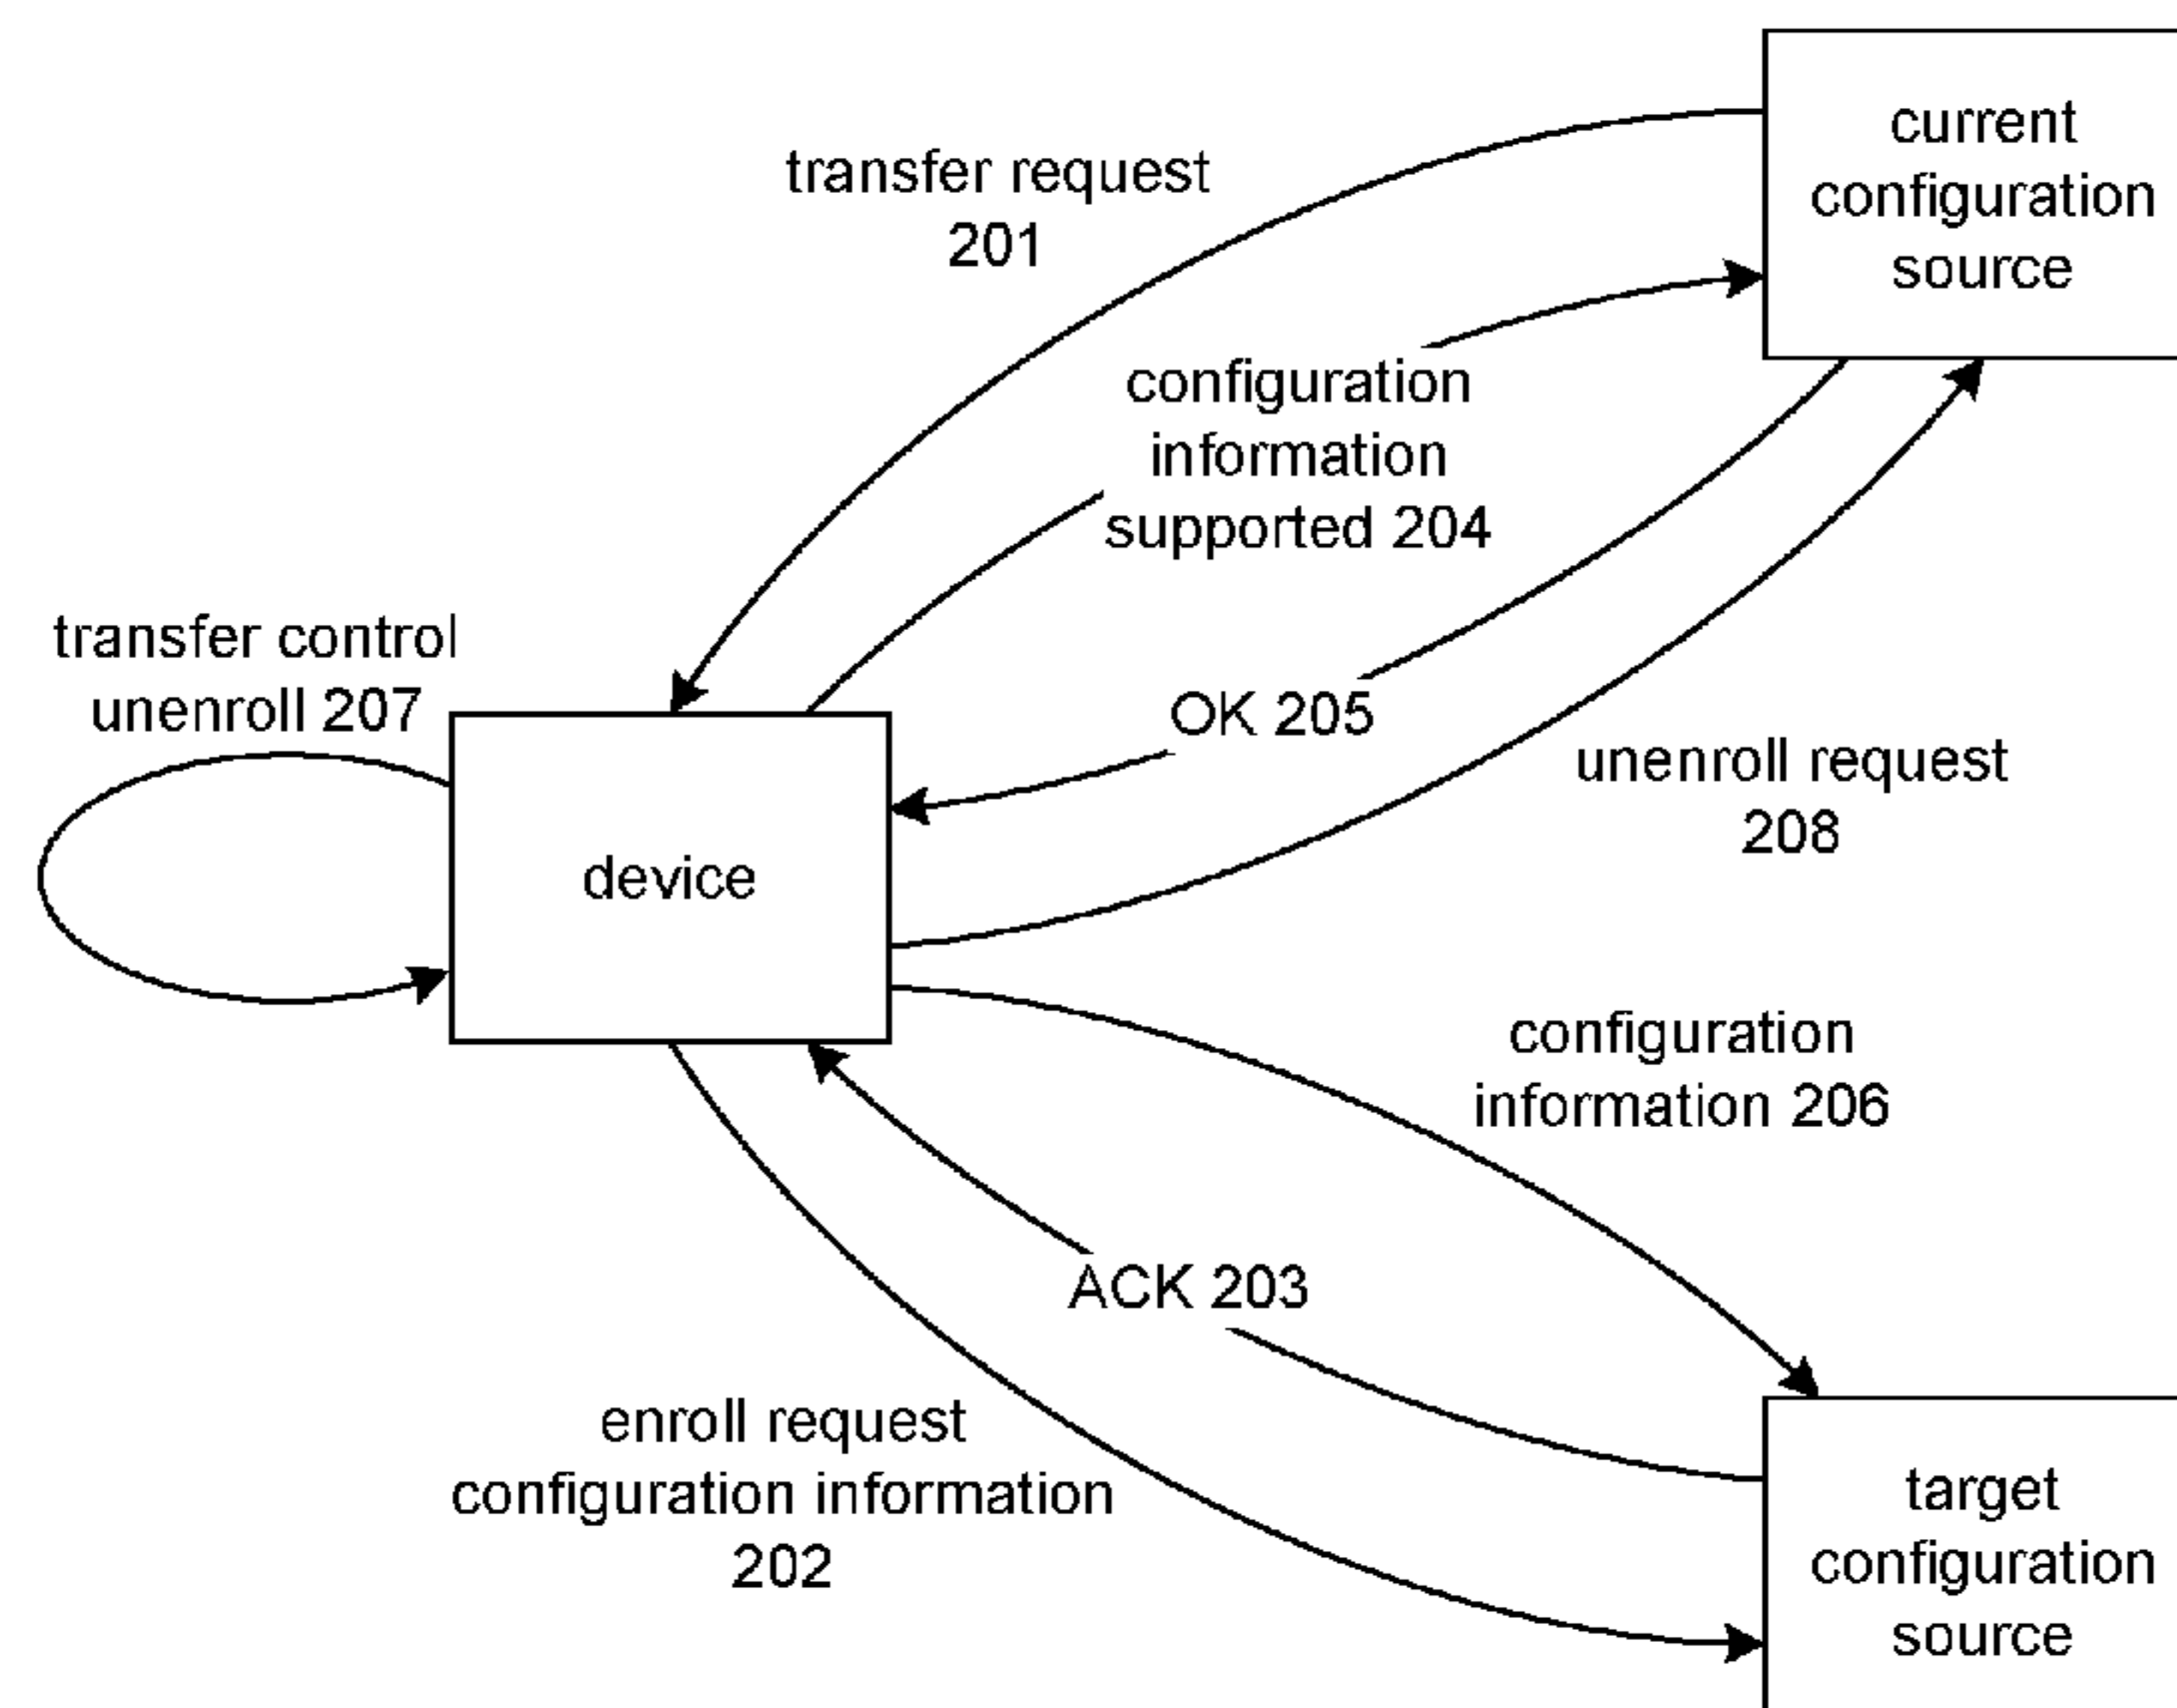 current
configuration
source
transfer request
201
configuration
information
supported 204
transfer control
unenroll 207
OK 205
unenroll request
208
device
configuration
information 206
ACK 203
enroll request
configuration information
202
target
configuration
source